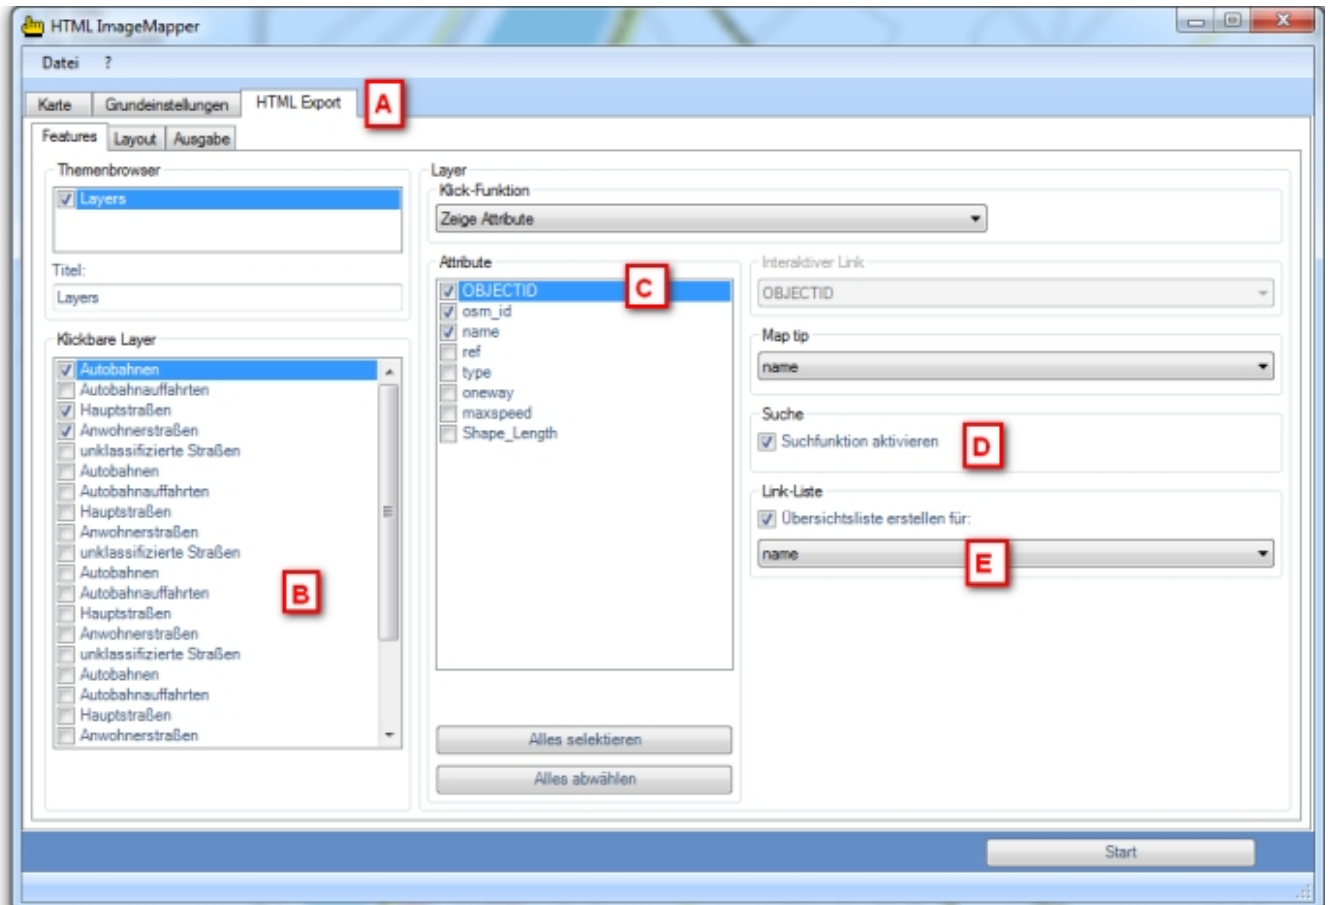 HTML ImageMapper
Datei ?
Karte Grundeinstellungen HTML Export A
Features Layout Ausgabe
Themenbrowser
Layers
Titel:
Layers
Klickbare Layer
Autobahnen
Autobahnauffahrten
Hauptstraßen
Anwohnerstraßen
unklassifizierte Straßen
Autobahnen
Autobahnauffahrten
Hauptstraßen
Anwohnerstraßen
unklassifizierte Straßen
Autobahnen
Autobahnauffahrten
Hauptstraßen
Anwohnerstraßen
unklassifizierte Straßen
Autobahnen
Autobahnauffahrten
Hauptstraßen
Anwohnerstraßen
B
Layer
Klick-Funktion
Zeige Attribute
Attribute
C
OBJECTID
osm_id
name
ref
type
oneway
maxspeed
Shape_Length
Alles selektieren
Alles abwählen
Interaktiver Link
OBJECTID
Map tip
name
Suche
Suchfunktion aktivieren D
Link-Liste
Übersichtsliste erstellen für:
name E
Start